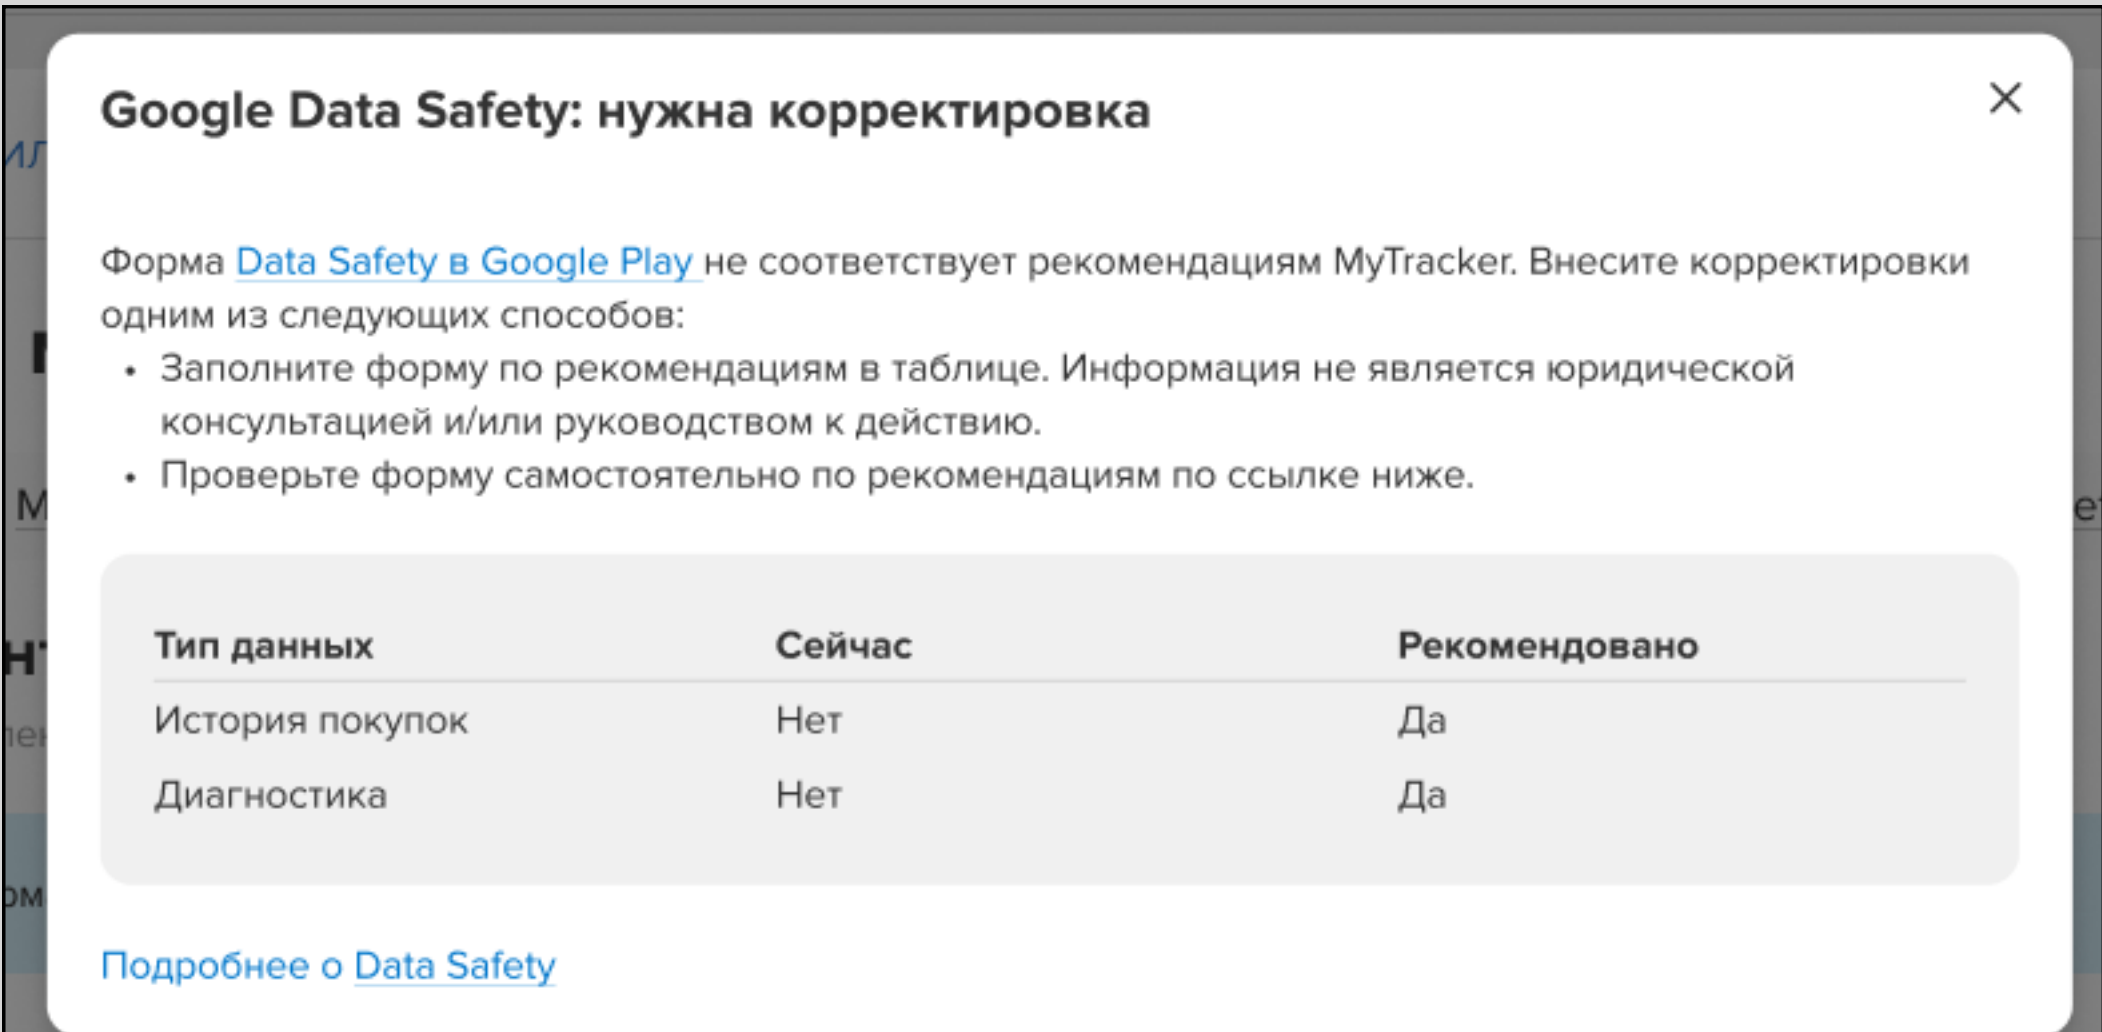 Google Data Safety: нужна корректировка
Форма Data Safety в Google Play не соответствует рекомендациям MyTracker. Внесите корректировки
одним из следующих способов:
• Заполните форму по рекомендациям в таблице. Информация не является юридической
консультацией и/или руководством к действию.
• Проверьте форму самостоятельно по рекомендациям по ссылке ниже.
Тип данных Сейчас Рекомендовано
История покупок Нет Да
Диагностика Нет Да
Подробнее о Data Safety